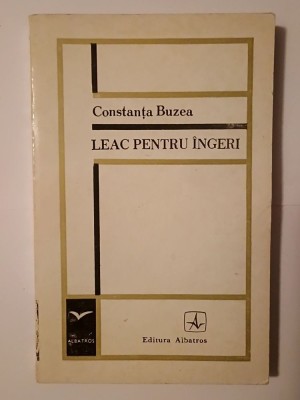 Constanța Buzea
LEAC PENTRU ÎNGERI
ALBATROS
Editura Albatros